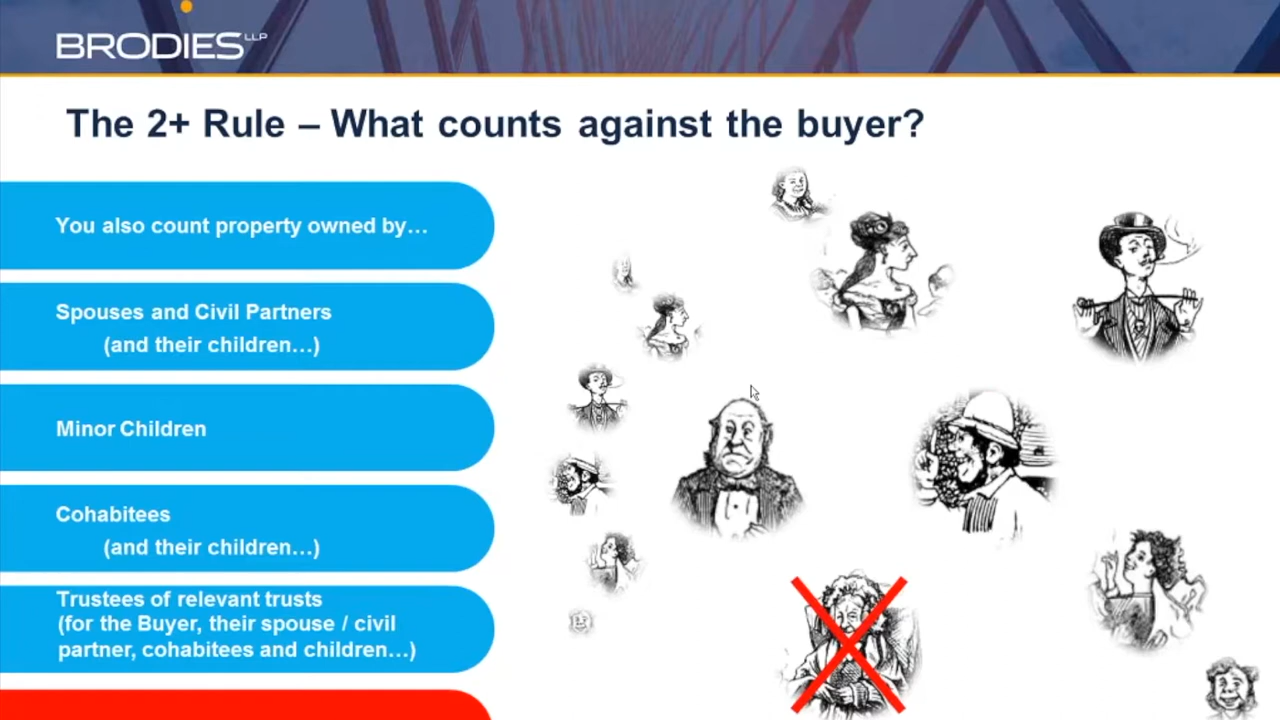 BRODIES LLP
The 2+ Rule – What counts against the buyer?
You also count property owned by…
Spouses and Civil Partners
(and their children…)
Minor Children
Cohabitees
(and their children…)
Trustees of relevant trusts
(for the Buyer, their spouse / civil
partner, cohabitees and children…)